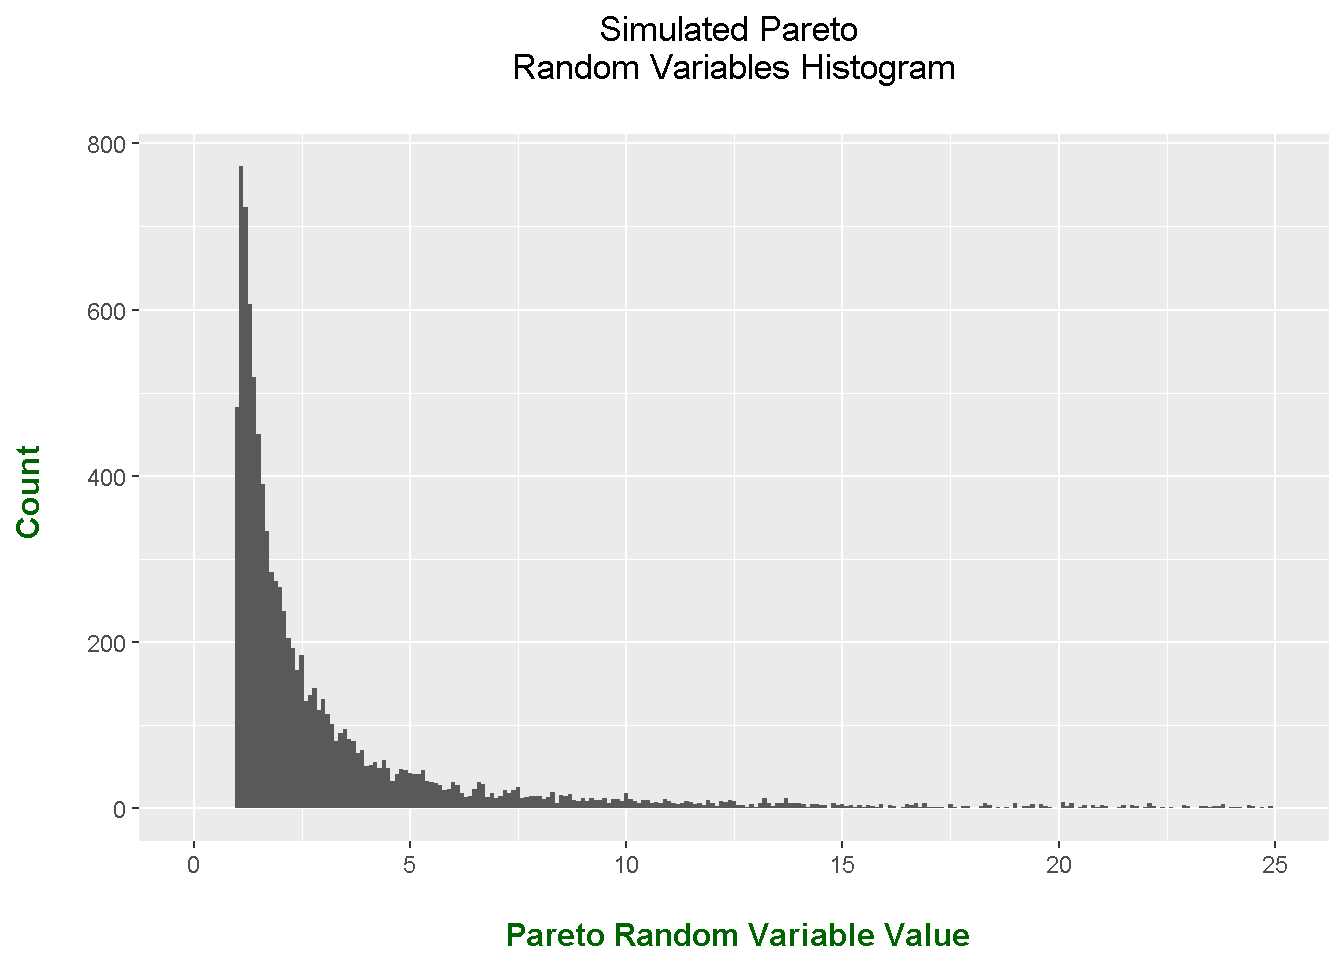 Simulated Pareto
Random Variables Histogram
800
600
400
200
0
Count
0 5 10 15 20 25
Pareto Random Variable Value